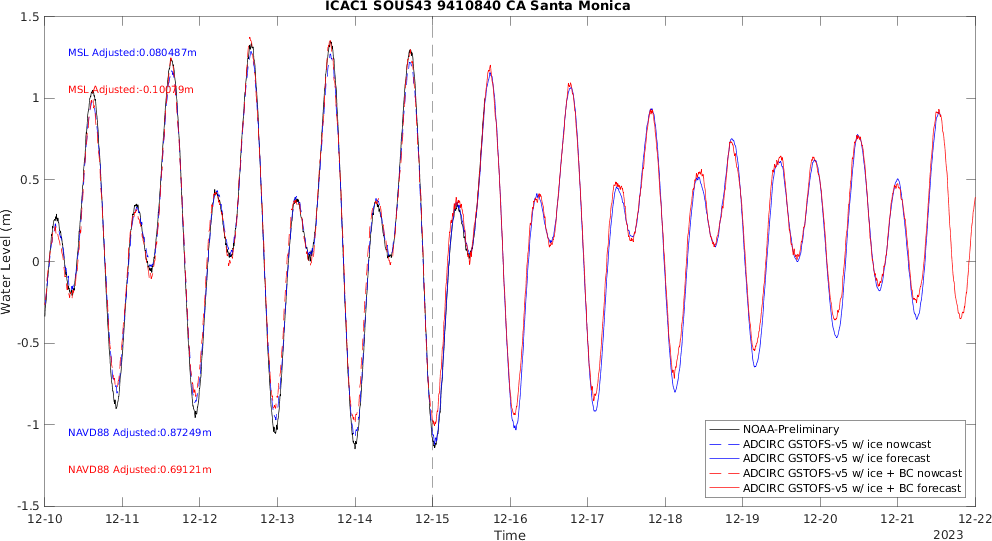 ICAC1 SOUS43 9410840 CA Santa Monica
MSL Adjusted:0.080487m
MSL Adjusted:-0.10079m
NAVD88 Adjusted:0.87249m
NAVD88 Adjusted:0.69121m
Water Level (m)
1.5
1
0.5
0
-0.5
-1
-1.5
NOAA-Preliminary
ADCIRC GSTOFS-v5 w/ ice nowcast
ADCIRC GSTOFS-v5 w/ ice forecast
ADCIRC GSTOFS-v5 w/ ice + BC nowcast
ADCIRC GSTOFS-v5 w/ ice + BC forecast
12-10 12-11 12-12 12-13 12-14 12-15 12-16 12-17 12-18 12-19 12-20 12-21 12-22
Time
2023